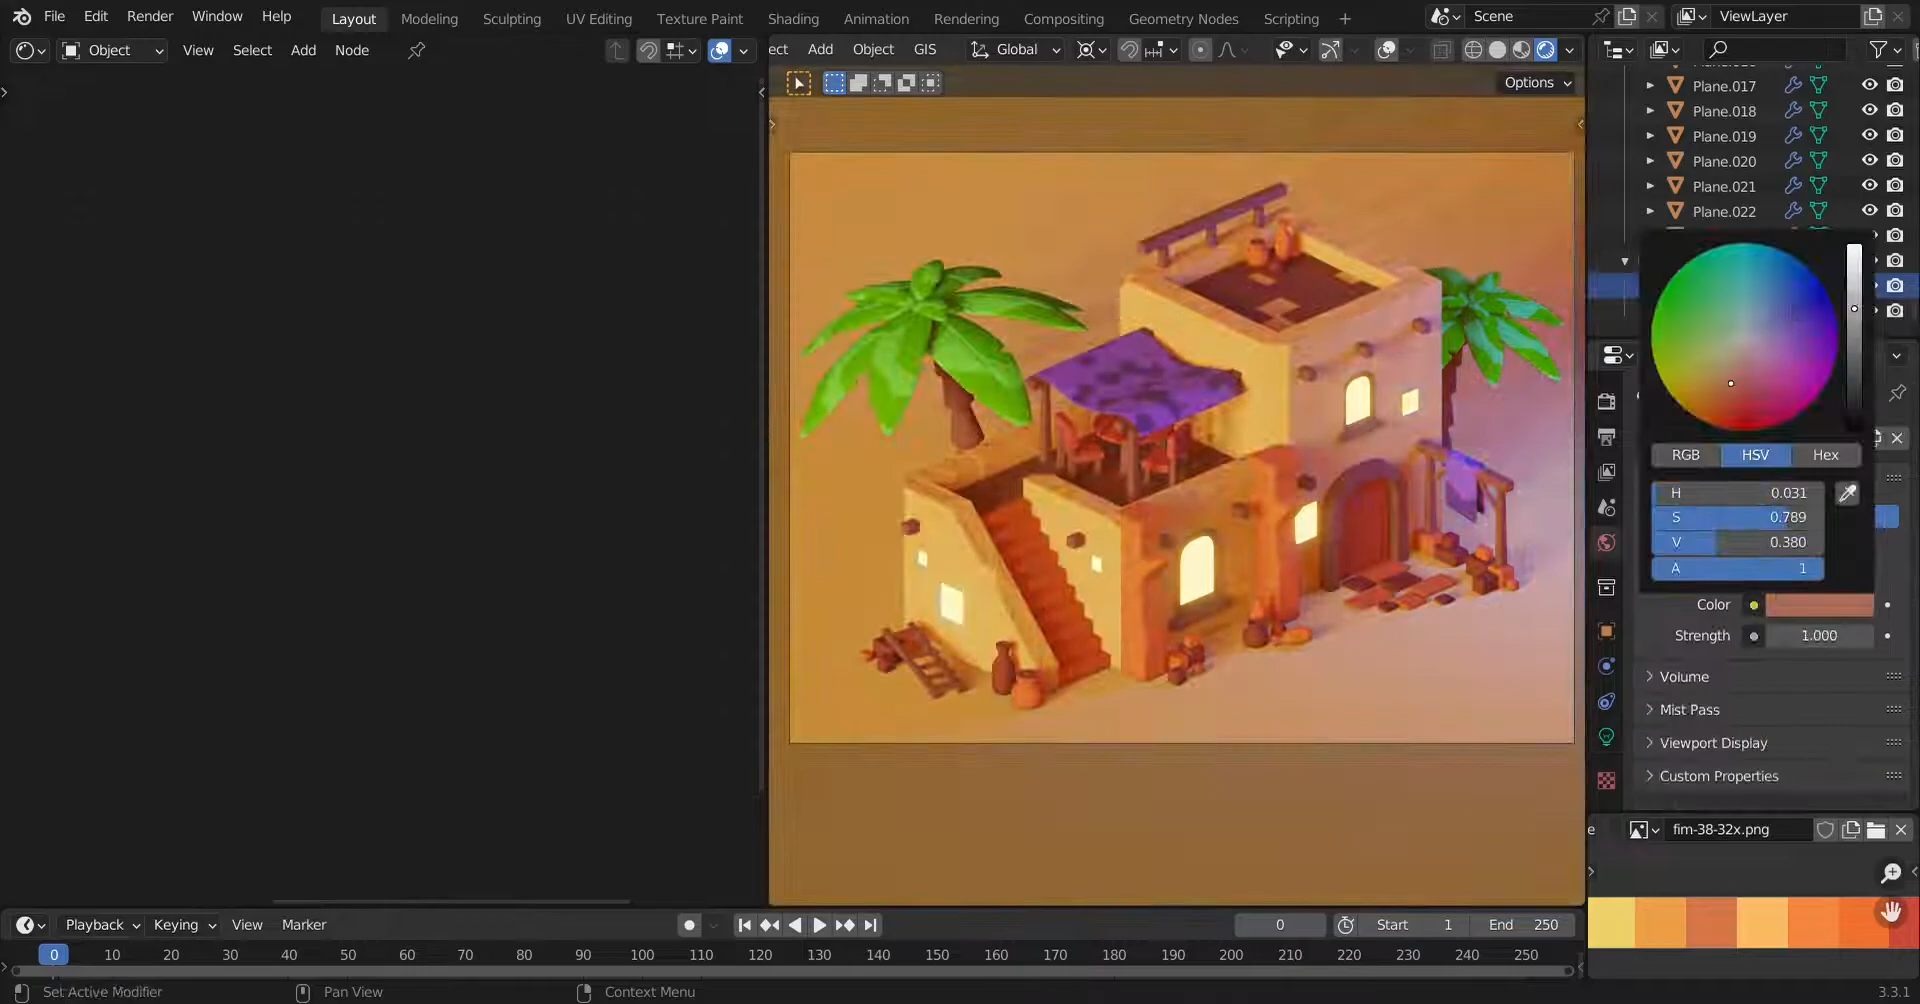 File Edit Render Window Help Layout Modeling Sculpting UV Editing Texture Paint Shading Animation Rendering Compositing Geometry Nodes Scripting + Scene ViewLayer
Object View Select Add Node
ect Add Object GIS Global
Options
Plane.017
Plane.018
Plane.019
Plane.020
Plane.021
Plane.022
RGB HSV Hex
H 0.031
S 0.789
V 0.380
A 1
Color
Strength 1.000
Volume
Mist Pass
Viewport Display
Custom Properties
e fim-38-32x.png
Playback Keying View Marker 0 Start 1 End 250
0 10 20 30 40 50 60 70 80 90 100 110 120 130 140 150 160 170 180 190 200 210 220 230 240 250
Set Active Modifier Pan View Context Menu 3.3.1